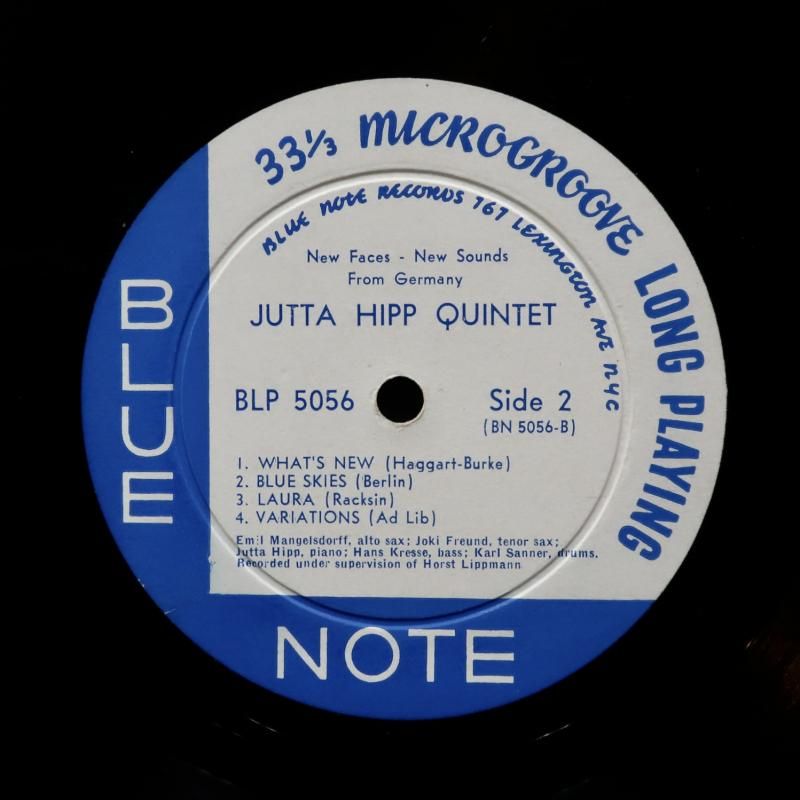 33⅓ MICROGROOVE LONG PLAYING
BLUE NOTE RECORDS 767 LEXINGTON AVE NYC
New Faces - New Sounds
From Germany
JUTTA HIPP QUINTET
BLP 5056
Side 2
(BN 5056-B)
1. WHAT'S NEW (Haggart-Burke)
2. BLUE SKIES (Berlin)
3. LAURA (Racksin)
4. VARIATIONS (Ad Lib)
Emil Mangelsdorff, alto sax; Joki Freund, tenor sax;
Jutta Hipp, piano; Hans Kresse, bass; Karl Sanner, drums.
Recorded under supervision of Horst Lippmann
BLUE
NOTE